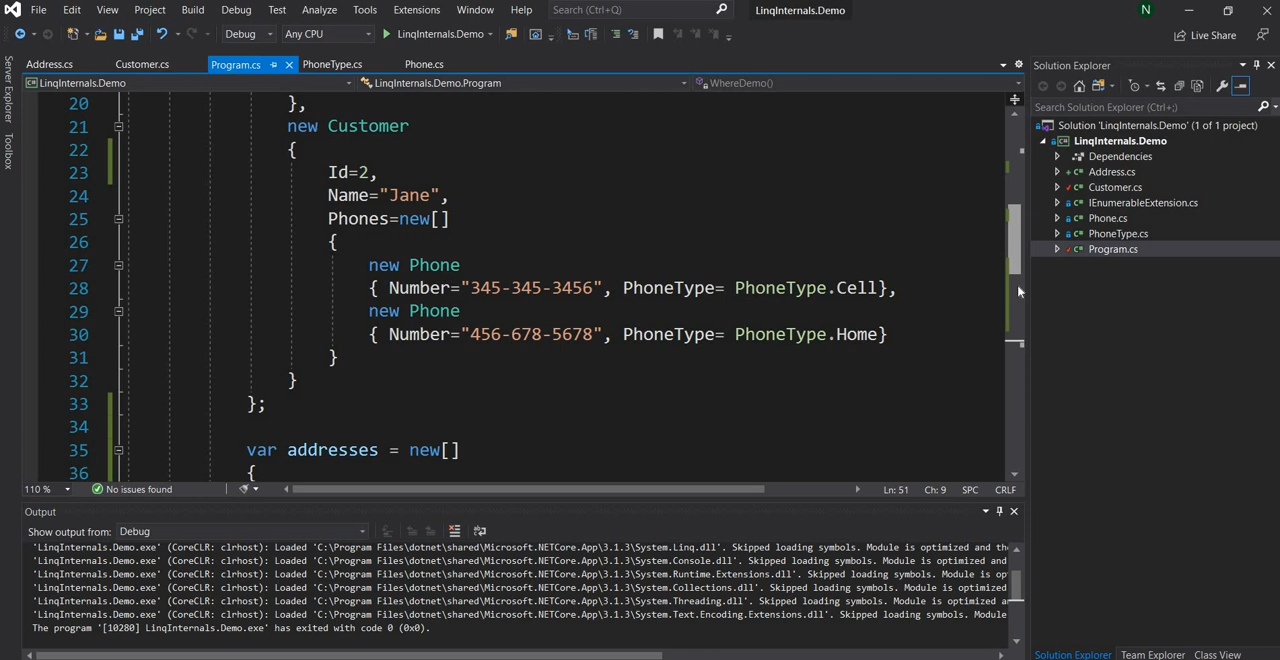 File Edit View Project Build Debug Test Analyze Tools Extensions Window Help Search (Ctrl+Q) LinqInternals.Demo N
Debug Any CPU LinqInternals.Demo Live Share
Server Explorer
Toolbox
Address.cs Customer.cs Program.cs PhoneType.cs Phone.cs
LinqInternals.Demo LinqInternals.Demo.Program WhereDemo()
20 },
21 new Customer
22 {
23 Id=2,
24 Name="Jane",
25 Phones=new[]
26 {
27 new Phone
28 { Number="345-345-3456", PhoneType= PhoneType.Cell},
29 new Phone
30 { Number="456-678-5678", PhoneType= PhoneType.Home}
31 }
32 }
33 };
34
35 var addresses = new[]
36 {
110 % No issues found Ln: 51 Ch: 9 SPC CRLF
Output
Show output from: Debug
'LinqInternals.Demo.exe' (CoreCLR: clrhost): Loaded 'C:\Program Files\dotnet\shared\Microsoft.NETCore.App\3.1.3\System.Linq.dll'. Skipped loading symbols. Module is optimized and the
'LinqInternals.Demo.exe' (CoreCLR: clrhost): Loaded 'C:\Program Files\dotnet\shared\Microsoft.NETCore.App\3.1.3\System.Console.dll'. Skipped loading symbols. Module is optimized and
'LinqInternals.Demo.exe' (CoreCLR: clrhost): Loaded 'C:\Program Files\dotnet\shared\Microsoft.NETCore.App\3.1.3\System.Runtime.Extensions.dll'. Skipped loading symbols. Module is op
'LinqInternals.Demo.exe' (CoreCLR: clrhost): Loaded 'C:\Program Files\dotnet\shared\Microsoft.NETCore.App\3.1.3\System.Collections.dll'. Skipped loading symbols. Module is optimized
'LinqInternals.Demo.exe' (CoreCLR: clrhost): Loaded 'C:\Program Files\dotnet\shared\Microsoft.NETCore.App\3.1.3\System.Threading.dll'. Skipped loading symbols. Module is optimized a
'LinqInternals.Demo.exe' (CoreCLR: clrhost): Loaded 'C:\Program Files\dotnet\shared\Microsoft.NETCore.App\3.1.3\System.Text.Encoding.Extensions.dll'. Skipped loading symbols. Module
The program '[10280] LinqInternals.Demo.exe' has exited with code 0 (0x0).
Solution Explorer
Search Solution Explorer (Ctrl+;)
Solution 'LinqInternals.Demo' (1 of 1 project)
LinqInternals.Demo
Dependencies
Address.cs
Customer.cs
IEnumerableExtension.cs
Phone.cs
PhoneType.cs
Program.cs
Solution Explorer Team Explorer Class View